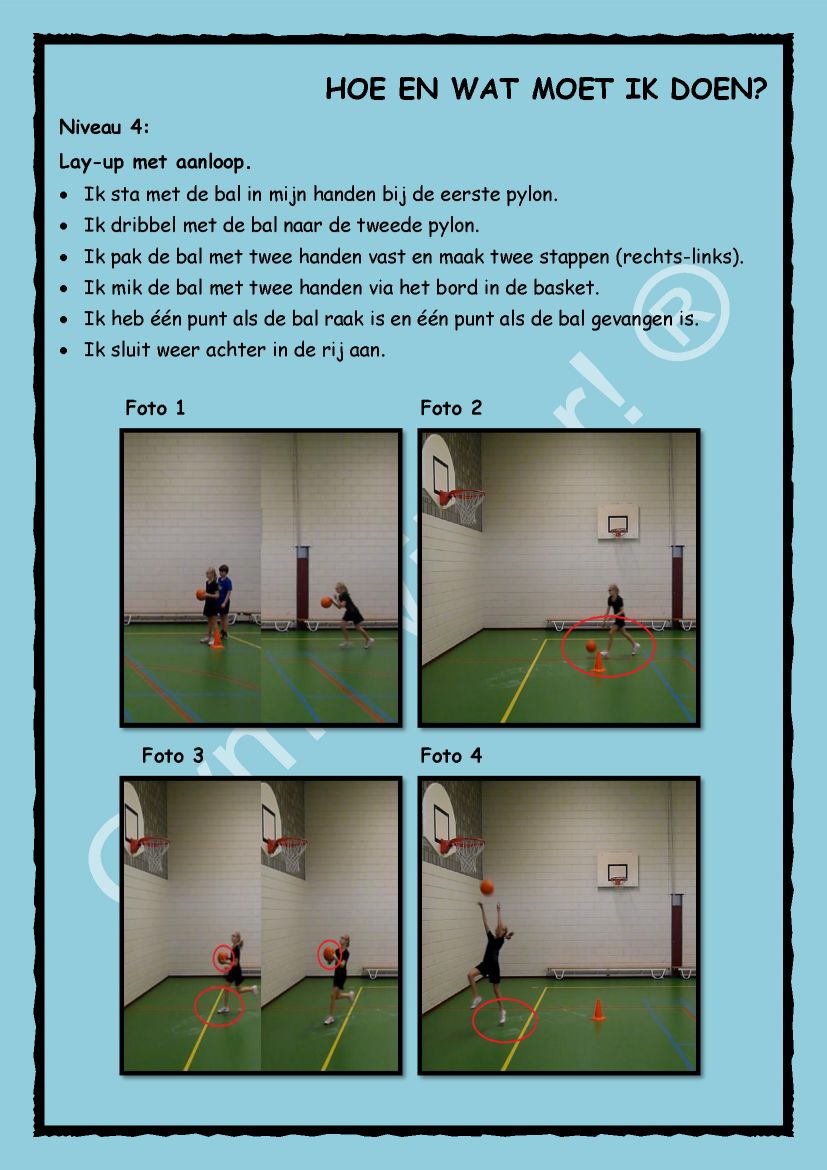 HOE EN WAT MOET IK DOEN?
Niveau 4:
Lay-up met aanloop.
• Ik sta met de bal in mijn handen bij de eerste pylon.
• Ik dribbel met de bal naar de tweede pylon.
• Ik pak de bal met twee handen vast en maak twee stappen (rechts-links).
• Ik mik de bal met twee handen via het bord in de basket.
• Ik heb één punt als de bal raak is en één punt als de bal gevangen is.
• Ik sluit weer achter in de rij aan.
Foto 1
Foto 2
Foto 3
Foto 4